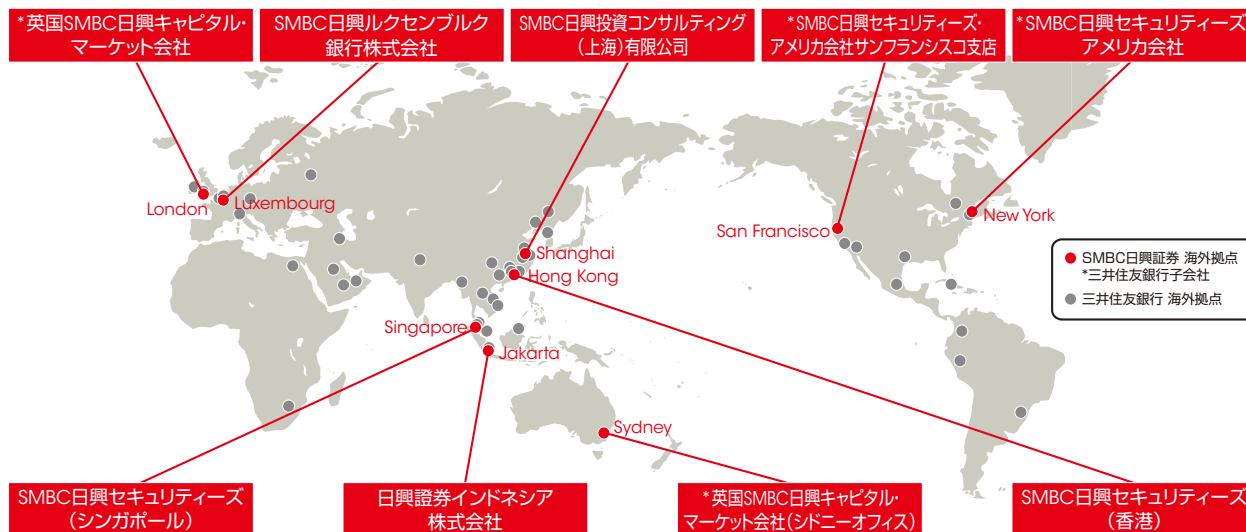 *英国SMBC日興キャピタル・
マーケット会社
SMBC日興ルクセンブルク
銀行株式会社
SMBC日興投資コンサルティング
（上海）有限公司
*SMBC日興セキュリティーズ・
アメリカ会社サンフランシスコ支店
*SMBC日興セキュリティーズ・
アメリカ会社
London
Luxembourg
Shanghai
Hong Kong
Singapore
Jakarta
Sydney
San Francisco
New York
SMBC日興証券 海外拠点
*三井住友銀行子会社
三井住友銀行 海外拠点
SMBC日興セキュリティーズ
（シンガポール）
日興證券インドネシア
株式会社
*英国SMBC日興キャピタル・
マーケット会社（シドニーオフィス）
SMBC日興セキュリティーズ
（香港）